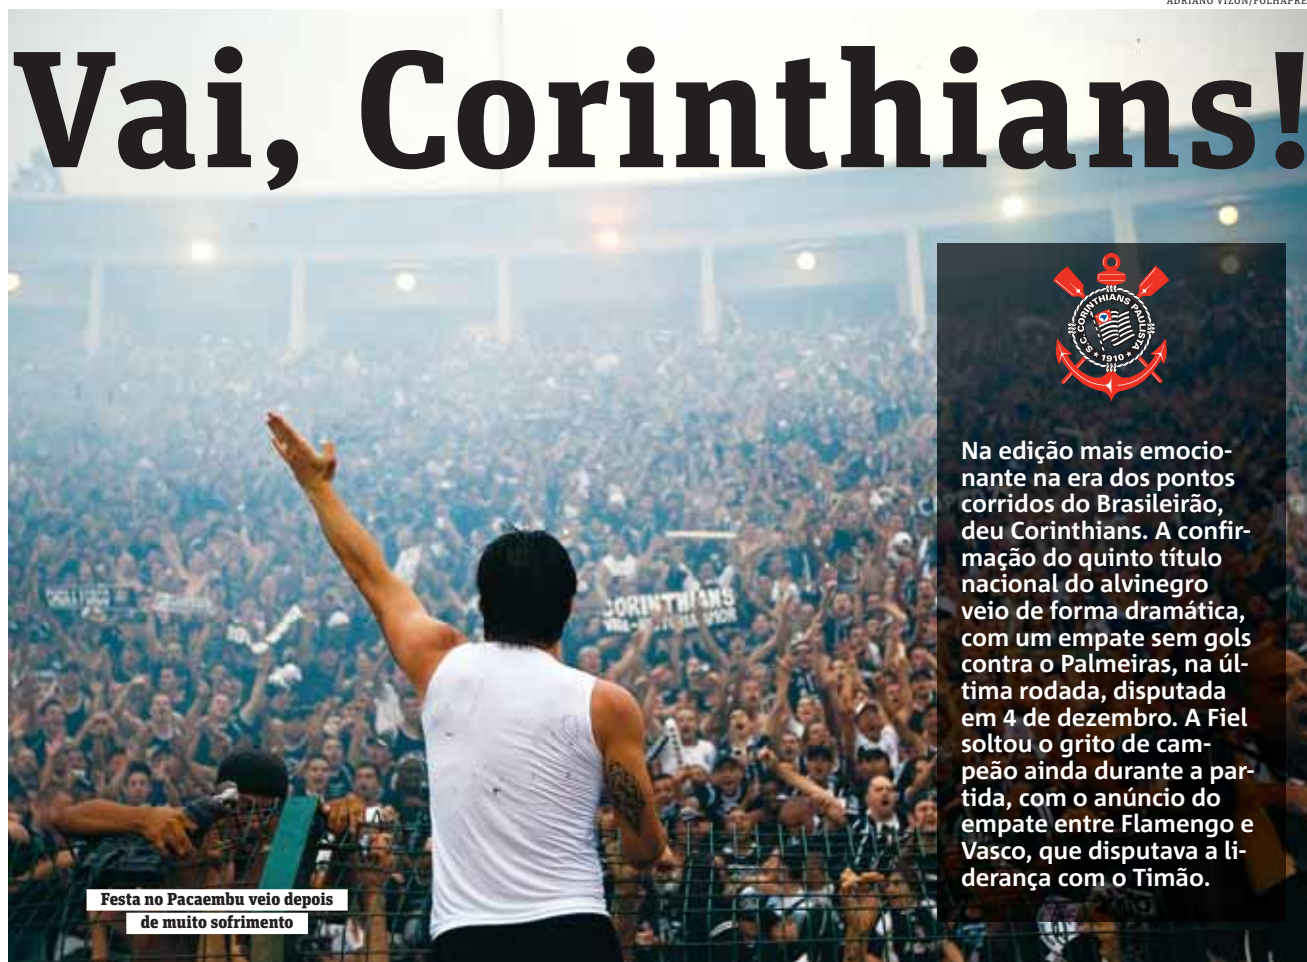 ADRIANO VIZONI/FOLHAPRE
Vai, Corinthians!
S.C. CORINTHIANS PAULISTA
★ 1910 ★
Na edição mais emocio-
nante na era dos pontos
corridos do Brasileirão,
deu Corinthians. A confir-
mação do quinto título
nacional do alvinegro
veio de forma dramática,
com um empate sem gols
contra o Palmeiras, na úl-
tima rodada, disputada
em 4 de dezembro. A Fiel
soltou o grito de cam-
peão ainda durante a par-
tida, com o anúncio do
empate entre Flamengo e
Vasco, que disputava a li-
derança com o Timão.
CORINTHIANS
Festa no Pacaembu veio depois
de muito sofrimento